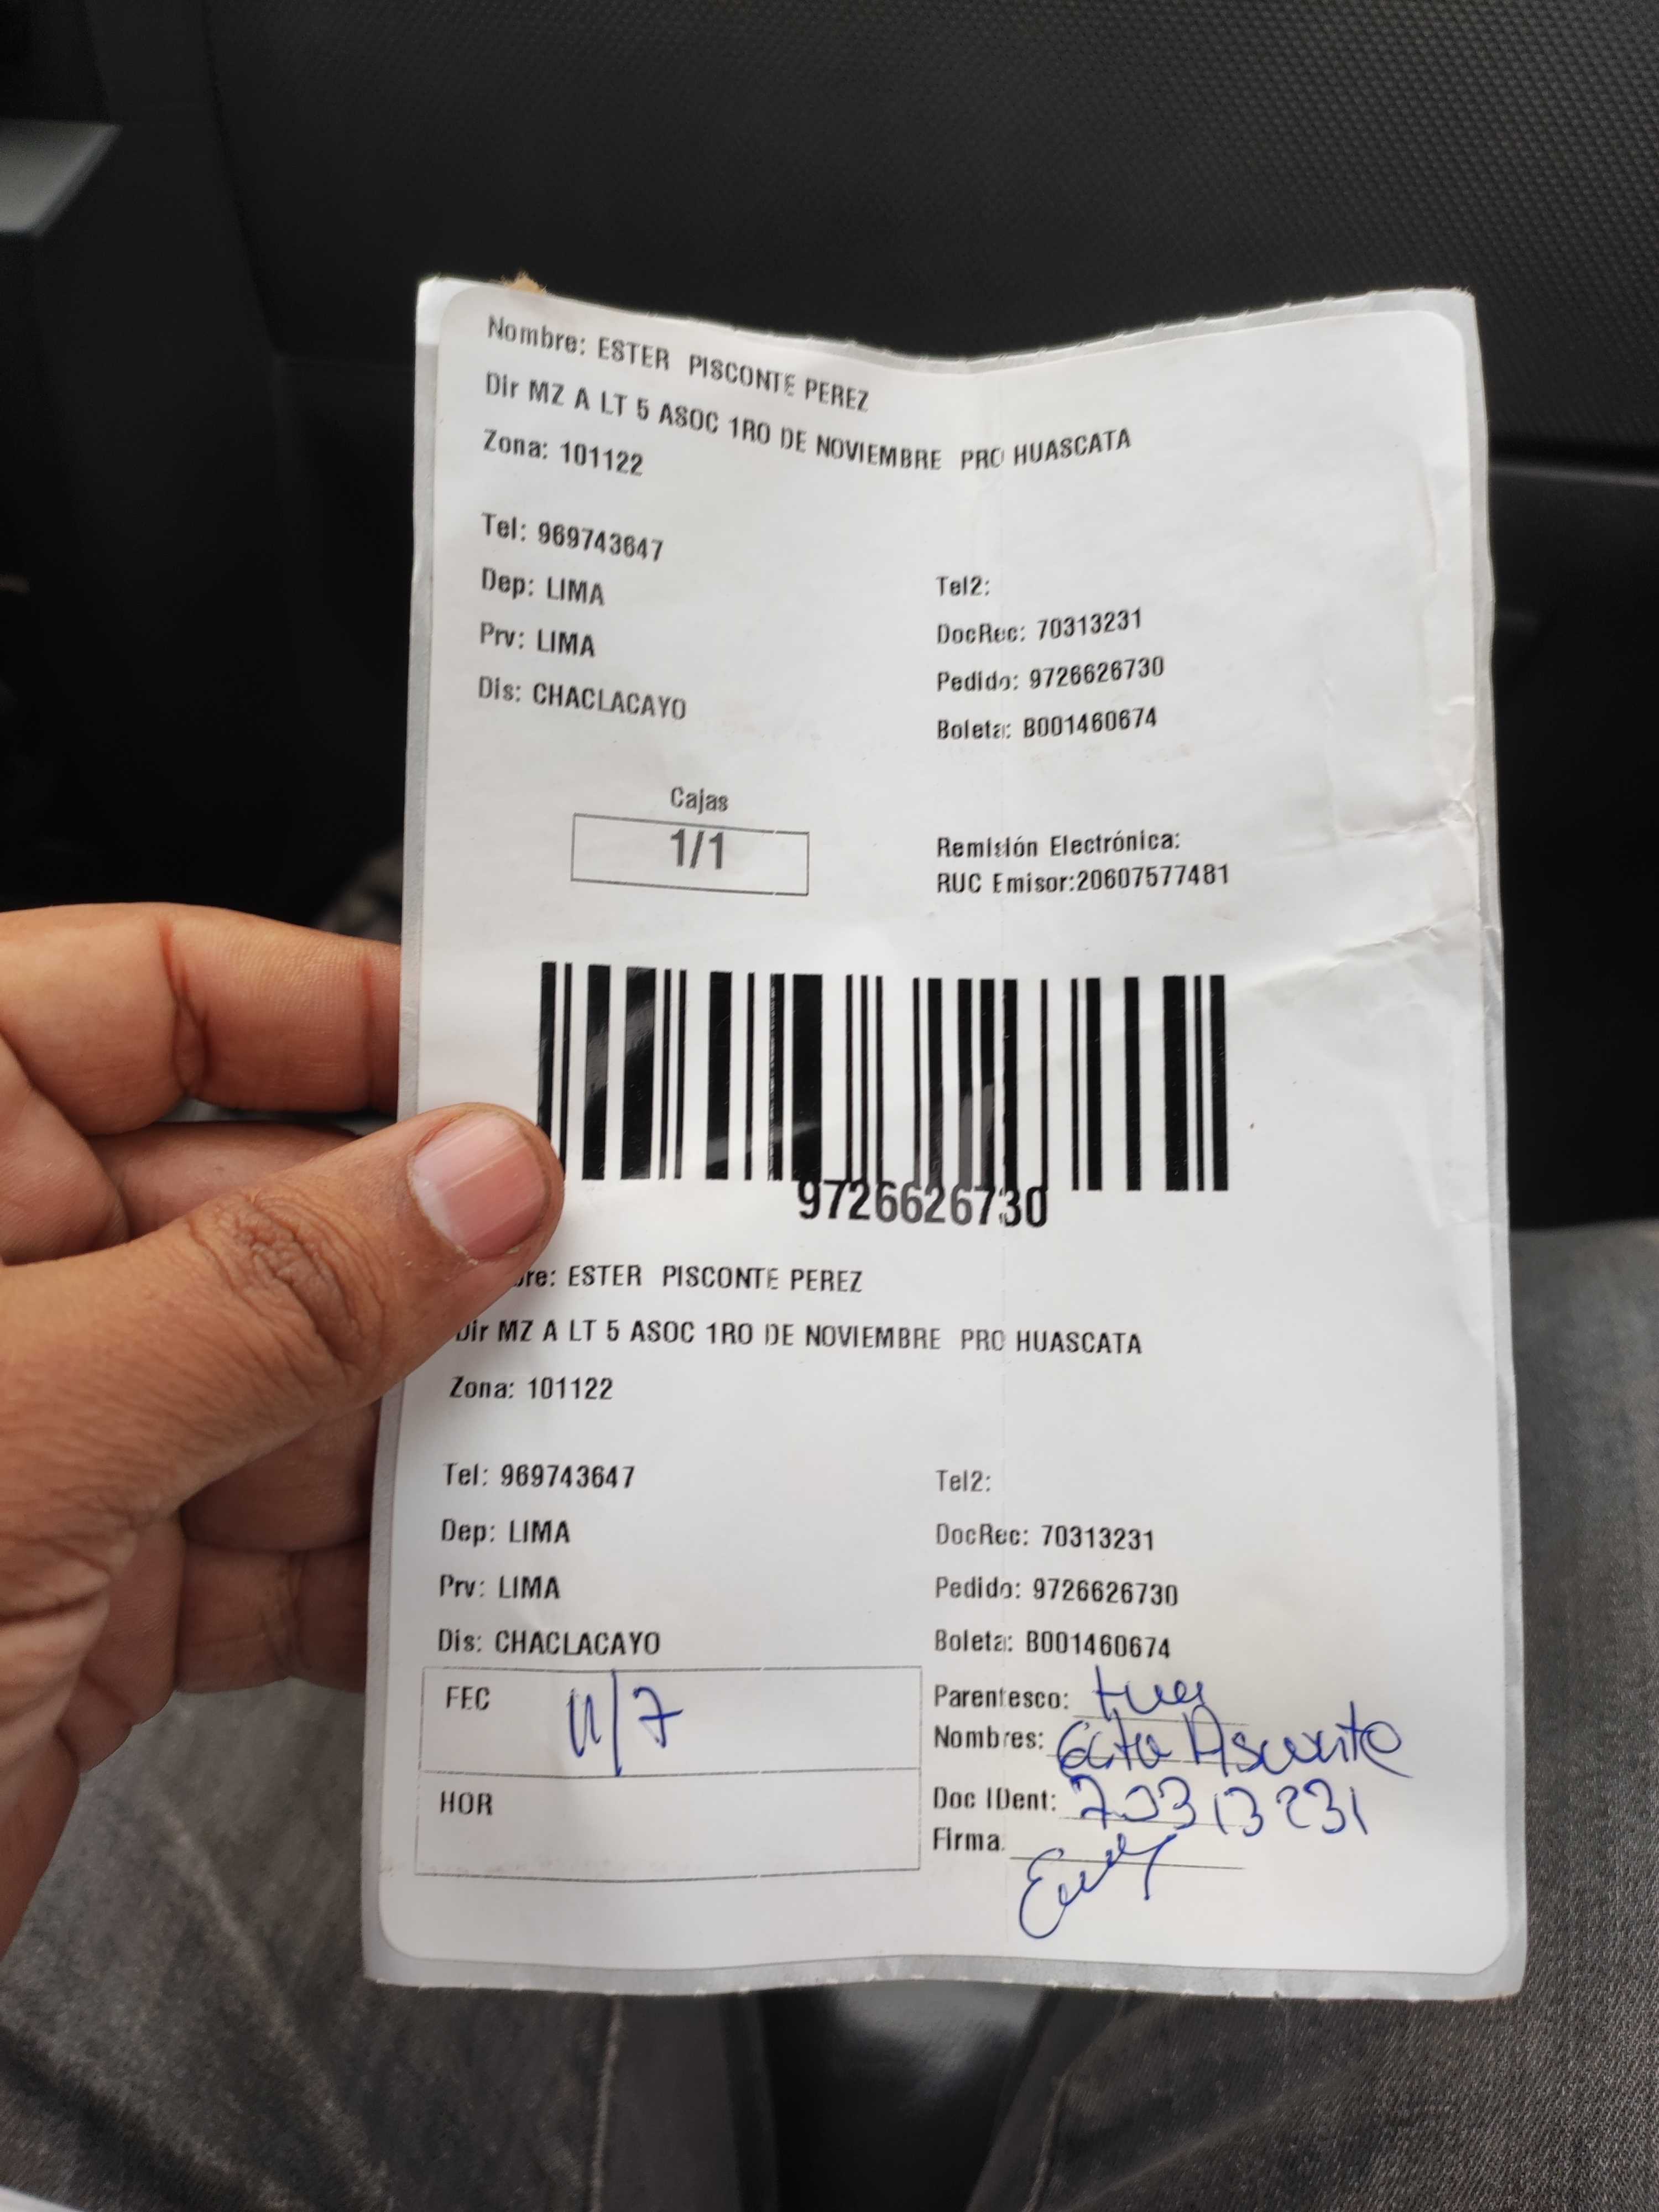 Nombre: ESTER PISCONTE PEREZ
Dir MZ A LT 5 ASOC 1RO DE NOVIEMBRE PRO HUASCATA
Zona: 101122
Tel: 969743647
Tel2:
Dep: LIMA
DocRec: 70313231
Prv: LIMA
Pedido: 9726626730
Dis: CHACLACAYO
Boleta: B001460674
Cajas
1/1
Remisión Electrónica:
RUC Emisor:20607577481
9726626730
bre: ESTER PISCONTE PEREZ
Dir MZ A LT 5 ASOC 1RO DE NOVIEMBRE PRO HUASCATA
Zona: 101122
Tel: 969743647
Tel2:
Dep: LIMA
DocRec: 70313231
Prv: LIMA
Pedido: 9726626730
Dis: CHACLACAYO
Boleta: B001460674
FEC 11/7
Parentesco:
Nombres:
HOR
Doc IDent: 70313231
Firma